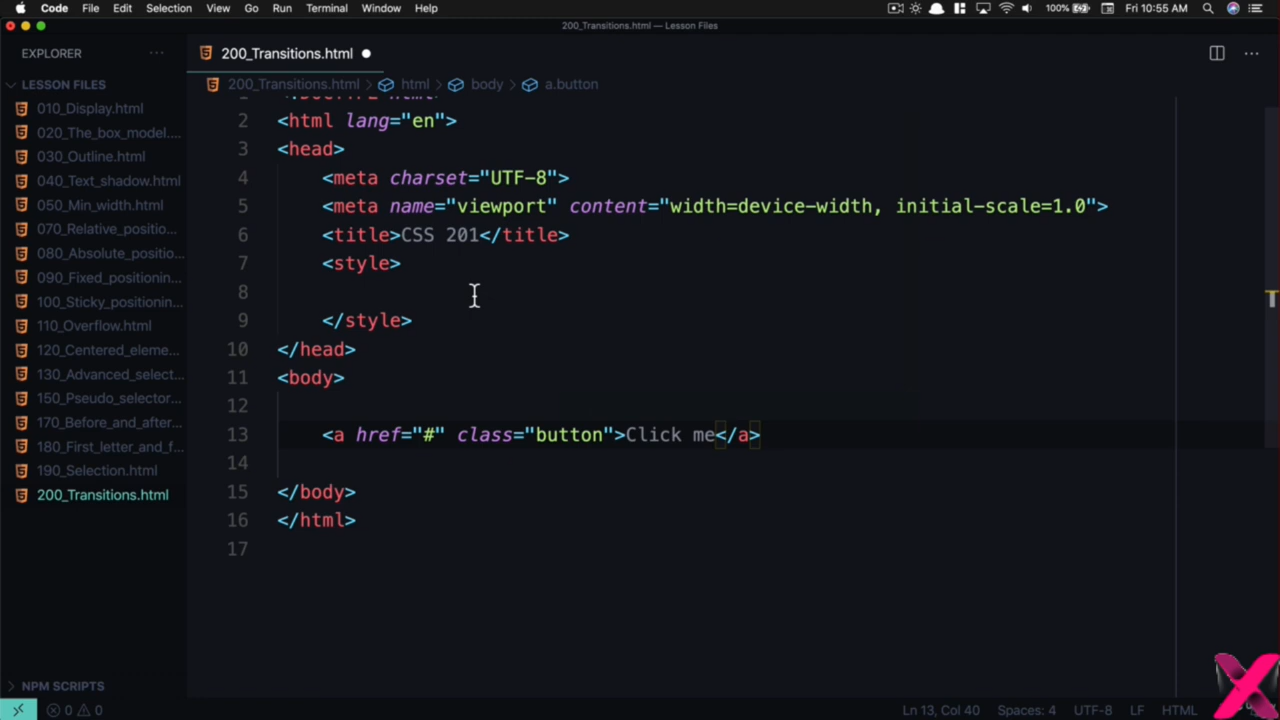 Code File Edit Selection View Go Run Terminal Window Help 100% Fri 10:55 AM
200_Transitions.html — Lesson Files
EXPLORER ···
200_Transitions.html ● ···
LESSON FILES
200_Transitions.html > html > body > a.button
010_Display.html
020_The_box_model....
030_Outline.html
040_Text_shadow.html
050_Min_width.html
070_Relative_positio...
080_Absolute_positio...
090_Fixed_positionin...
100_Sticky_positionin...
110_Overflow.html
120_Centered_eleme...
130_Advanced_select...
150_Pseudo_selector...
170_Before_and_after...
180_First_letter_and_f...
190_Selection.html
200_Transitions.html
NPM SCRIPTS
1 <!DOCTYPE html>
2 <html lang="en">
3 <head>
4 <meta charset="UTF-8">
5 <meta name="viewport" content="width=device-width, initial-scale=1.0">
6 <title>CSS 201</title>
7 <style>
8
9 </style>
10 </head>
11 <body>
12
13 <a href="#" class="button">Click me</a>
14
15 </body>
16 </html>
17
0 0 Ln 13, Col 40 Spaces: 4 UTF-8 LF HTML
X